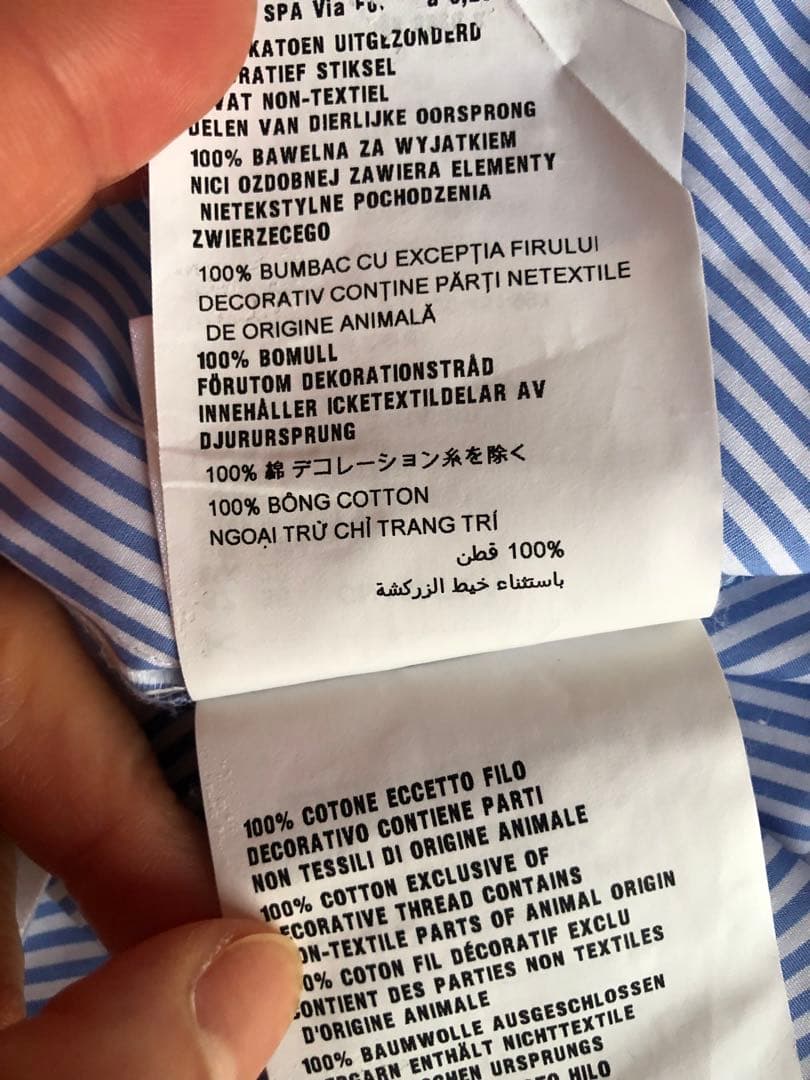 SPA Via
KATOEN UITGEZONDERD
RATIEF STIKSEL
VAT NON-TEXTIEL
DELEN VAN DIERLIJKE OORSPRONG
100% BAWELNA ZA WYJATKIEM
NICI OZDOBNEJ ZAWIERA ELEMENTY
NIETEKSTYLNE POCHODZENIA
ZWIERZECEGO
100% BUMBAC CU EXCEPȚIA FIRULUI
DECORATIV CONȚINE PĂRȚI NETEXTILE
DE ORIGINE ANIMALĂ
100% BOMULL
FÖRUTOM DEKORATIONSTRÅD
INNEHÅLLER ICKETEXTILDELAR AV
DJURURSPRUNG
100% 綿 デコレーション糸を除く
100% BÔNG COTTON
NGOẠI TRỪ CHỈ TRANG TRÍ
100% قطن
باستثناء خيط الزركشة
100% COTONE ECCETTO FILO
DECORATIVO CONTIENE PARTI
NON TESSILI DI ORIGINE ANIMALE
100% COTTON EXCLUSIVE OF
ECORATIVE THREAD CONTAINS
ON-TEXTILE PARTS OF ANIMAL ORIGIN
0% COTON FIL DÉCORATIF EXCLU
CONTIENT DES PARTIES NON TEXTILES
D'ORIGINE ANIMALE
100% BAUMWOLLE AUSGESCHLOSSEN
RGARN ENTHÄLT NICHTTEXTILE
CHEN URSPRUNGS
HILO